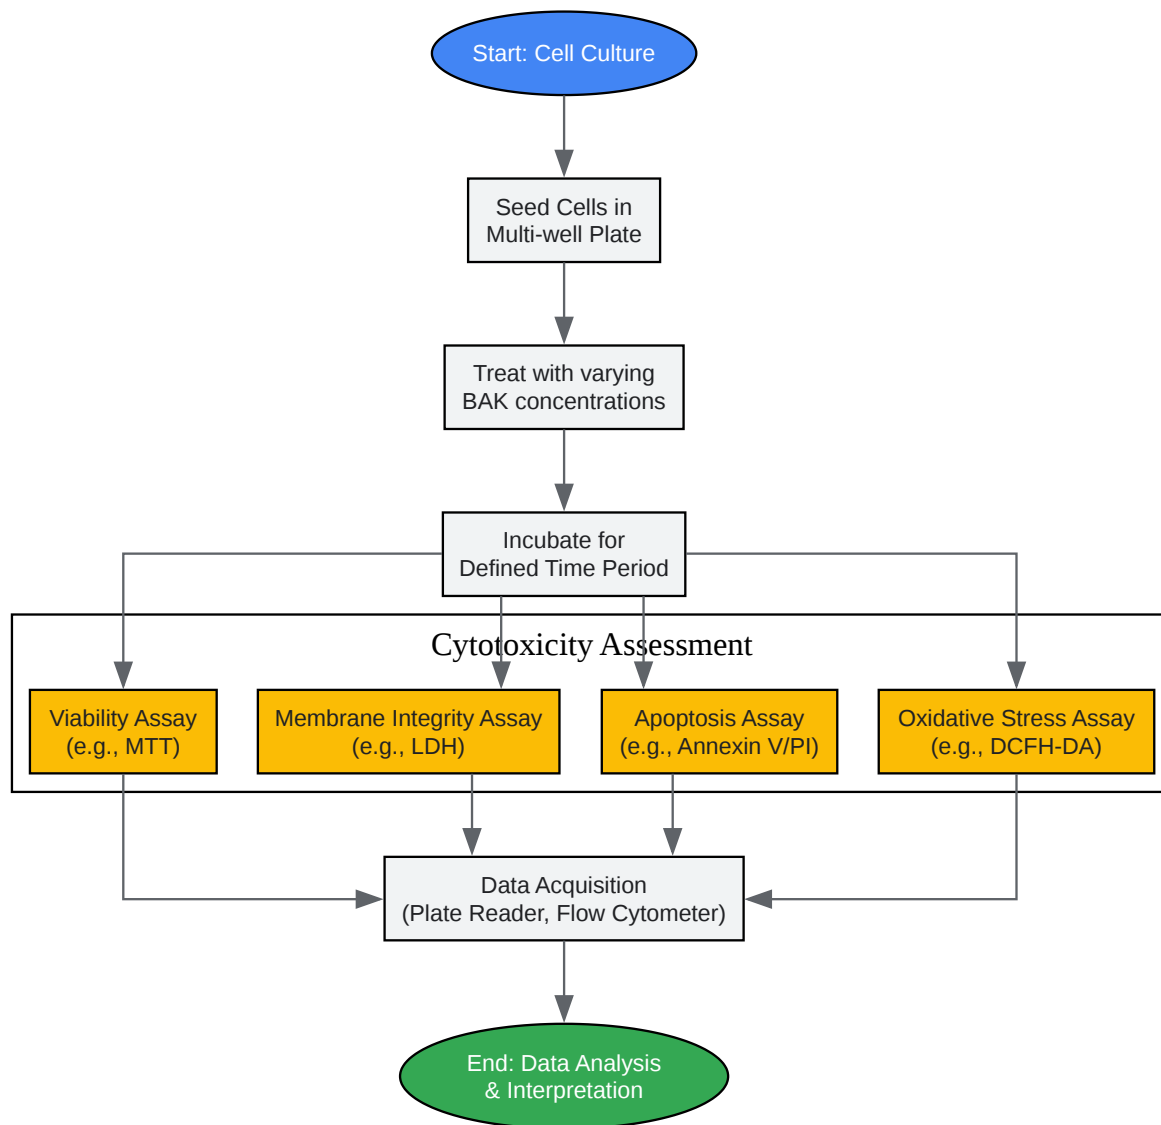 Start: Cell Culture
Seed Cells in
Multi-well Plate
Treat with varying
BAK concentrations
Incubate for
Defined Time Period
Cytotoxicity Assessment
Viability Assay
(e.g., MTT)
Membrane Integrity Assay
(e.g., LDH)
Apoptosis Assay
(e.g., Annexin V/PI)
Oxidative Stress Assay
(e.g., DCFH-DA)
Data Acquisition
(Plate Reader, Flow Cytometer)
End: Data Analysis
& Interpretation